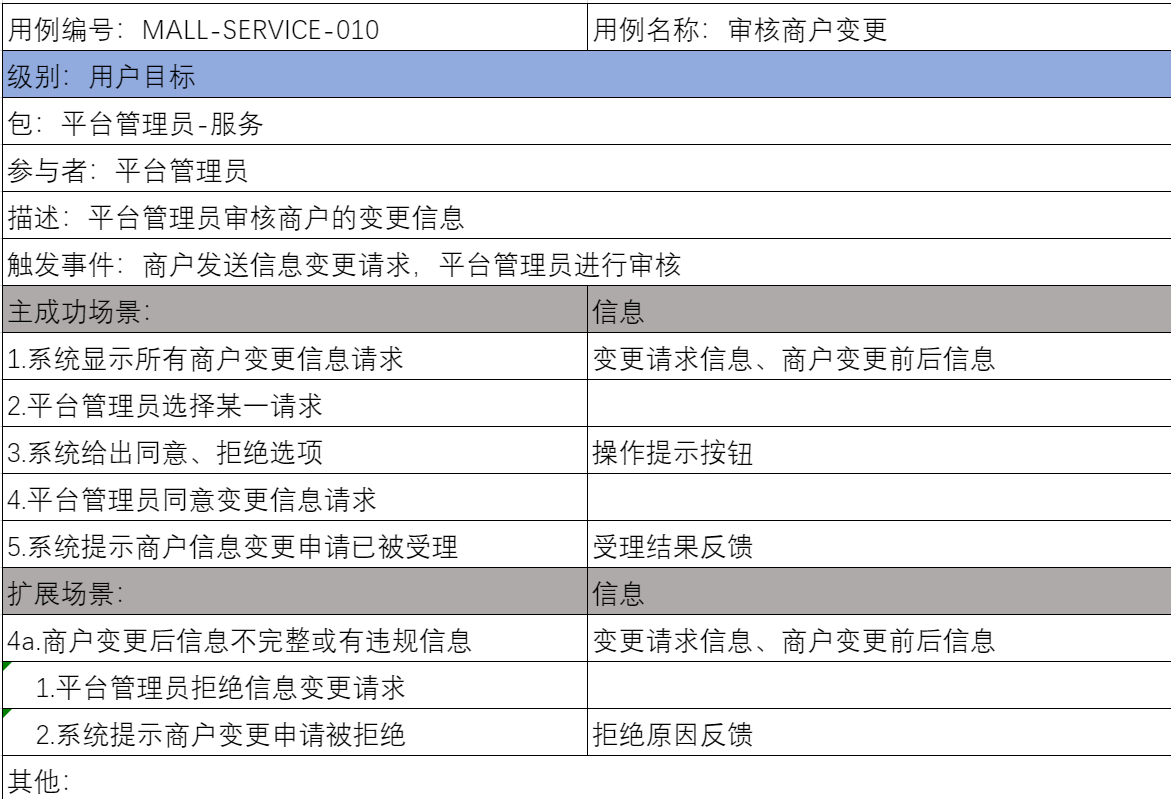 用例编号：MALL-SERVICE-010 用例名称：审核商户变更
级别：用户目标
包：平台管理员-服务
参与者：平台管理员
描述：平台管理员审核商户的变更信息
触发事件：商户发送信息变更请求，平台管理员进行审核
主成功场景： 信息
1.系统显示所有商户变更信息请求 变更请求信息、商户变更前后信息
2.平台管理员选择某一请求
3.系统给出同意、拒绝选项 操作提示按钮
4.平台管理员同意变更信息请求
5.系统提示商户信息变更申请已被受理 受理结果反馈
扩展场景： 信息
4a.商户变更后信息不完整或有违规信息 变更请求信息、商户变更前后信息
1.平台管理员拒绝信息变更请求
2.系统提示商户变更申请被拒绝 拒绝原因反馈
其他：